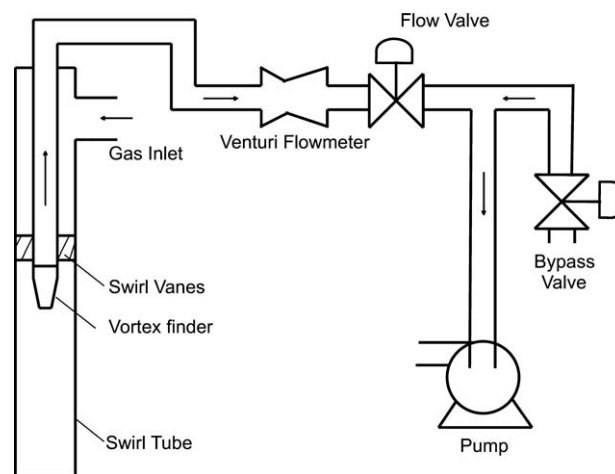 Flow Valve
Gas Inlet
Venturi Flowmeter
Swirl Vanes
Bypass
Valve
Vortex finder
Swirl Tube
Pump